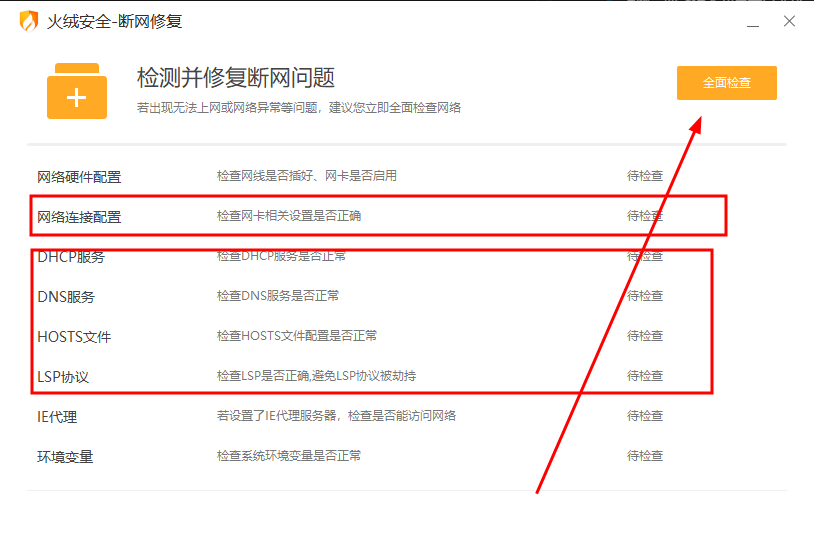 火绒安全-断网修复
检测并修复断网问题
若出现无法上网或网络异常等问题，建议您立即全面检查网络
全面检查
网络硬件配置 检查网线是否插好、网卡是否启用 待检查
网络连接配置 检查网卡相关设置是否正确 待检查
DHCP服务 检查DHCP服务是否正常 待检查
DNS服务 检查DNS服务是否正常 待检查
HOSTS文件 检查HOSTS文件配置是否正常 待检查
LSP协议 检查LSP是否正确,避免LSP协议被劫持 待检查
IE代理 若设置了IE代理服务器，检查是否能访问网络 待检查
环境变量 检查系统环境变量是否正常 待检查